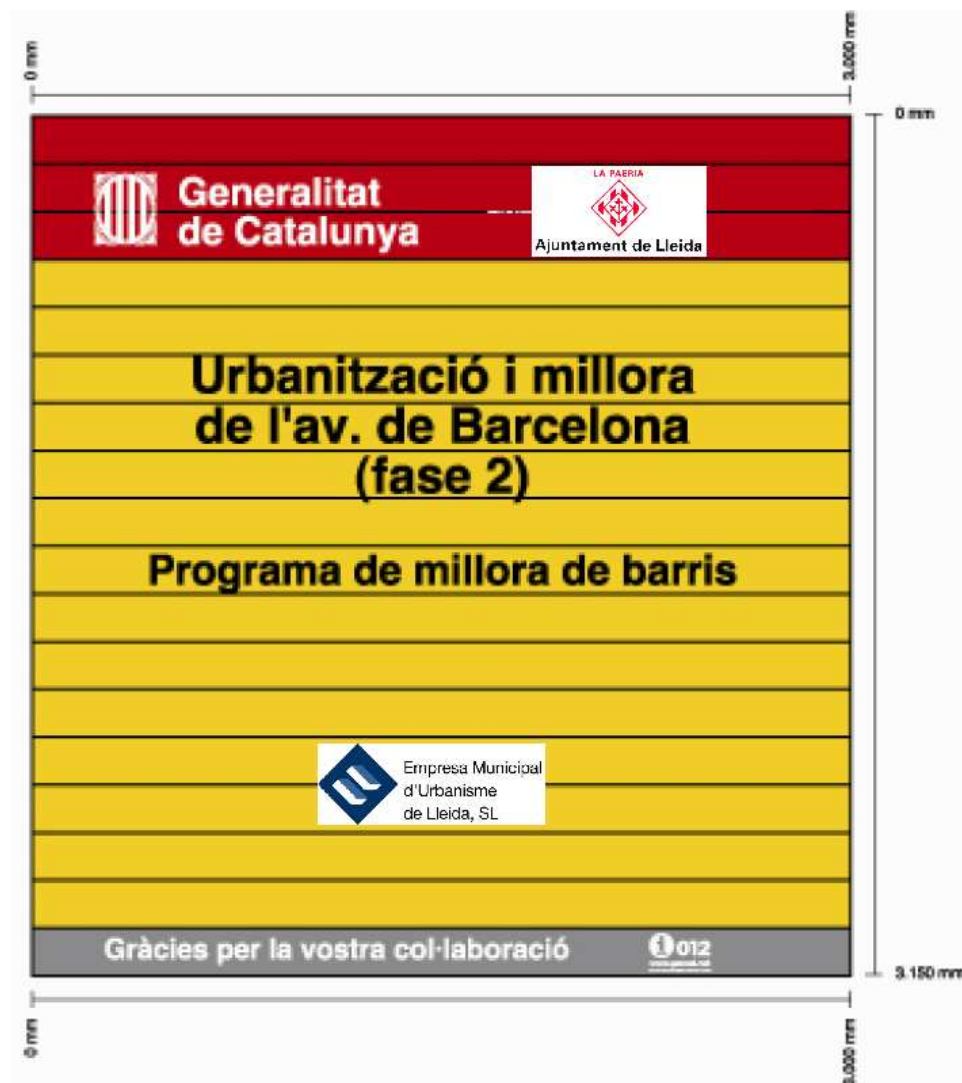 0 mm
3.000 mm
0 mm
Generalitat
de Catalunya
LA PAERIA
Ajuntament de Lleida
Urbanització i millora
de l'av. de Barcelona
(fase 2)
Programa de millora de barris
Empresa Municipal
d'Urbanisme
de Lleida, SL
Gràcies per la vostra col·laboració
i 012
3.150 mm
0 mm
3.000 mm